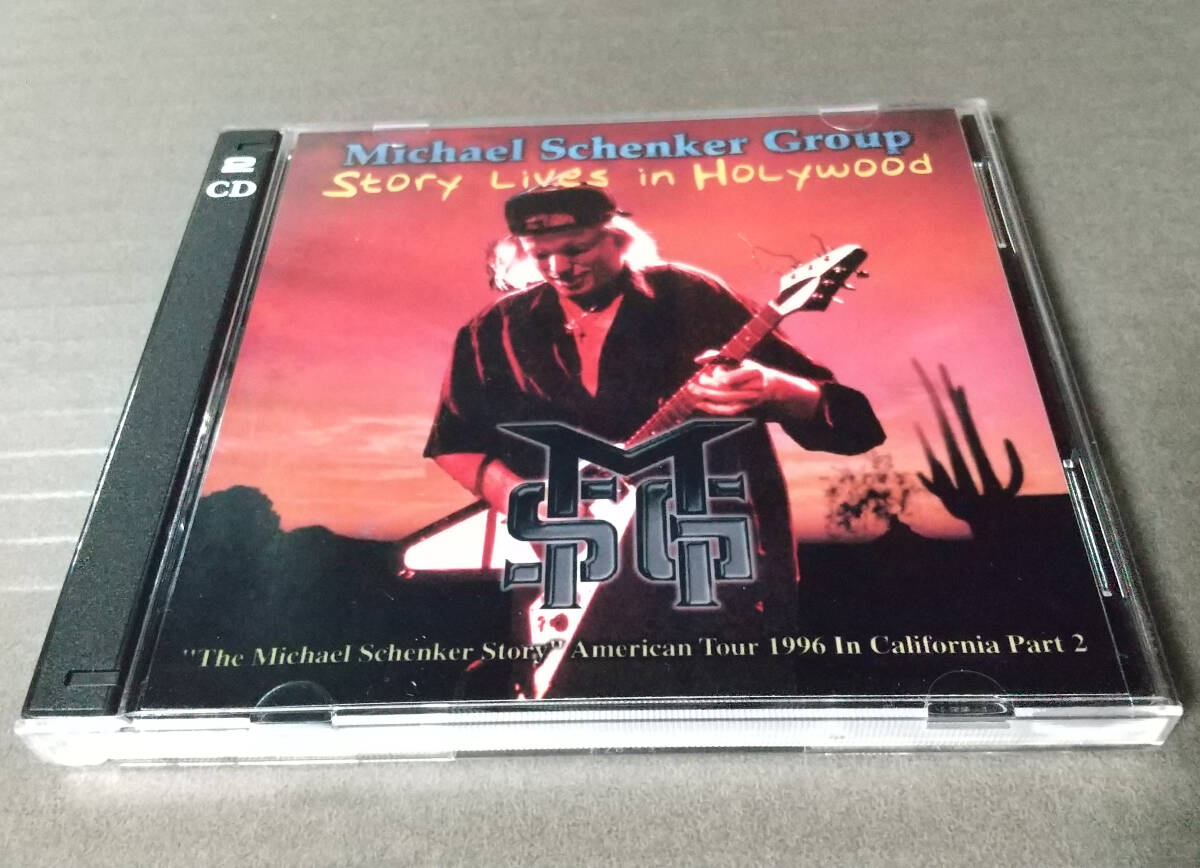 2
CD
Michael Schenker Group
Story Lives in Holywood
MSG
"The Michael Schenker Story" American Tour 1996 In California Part 2